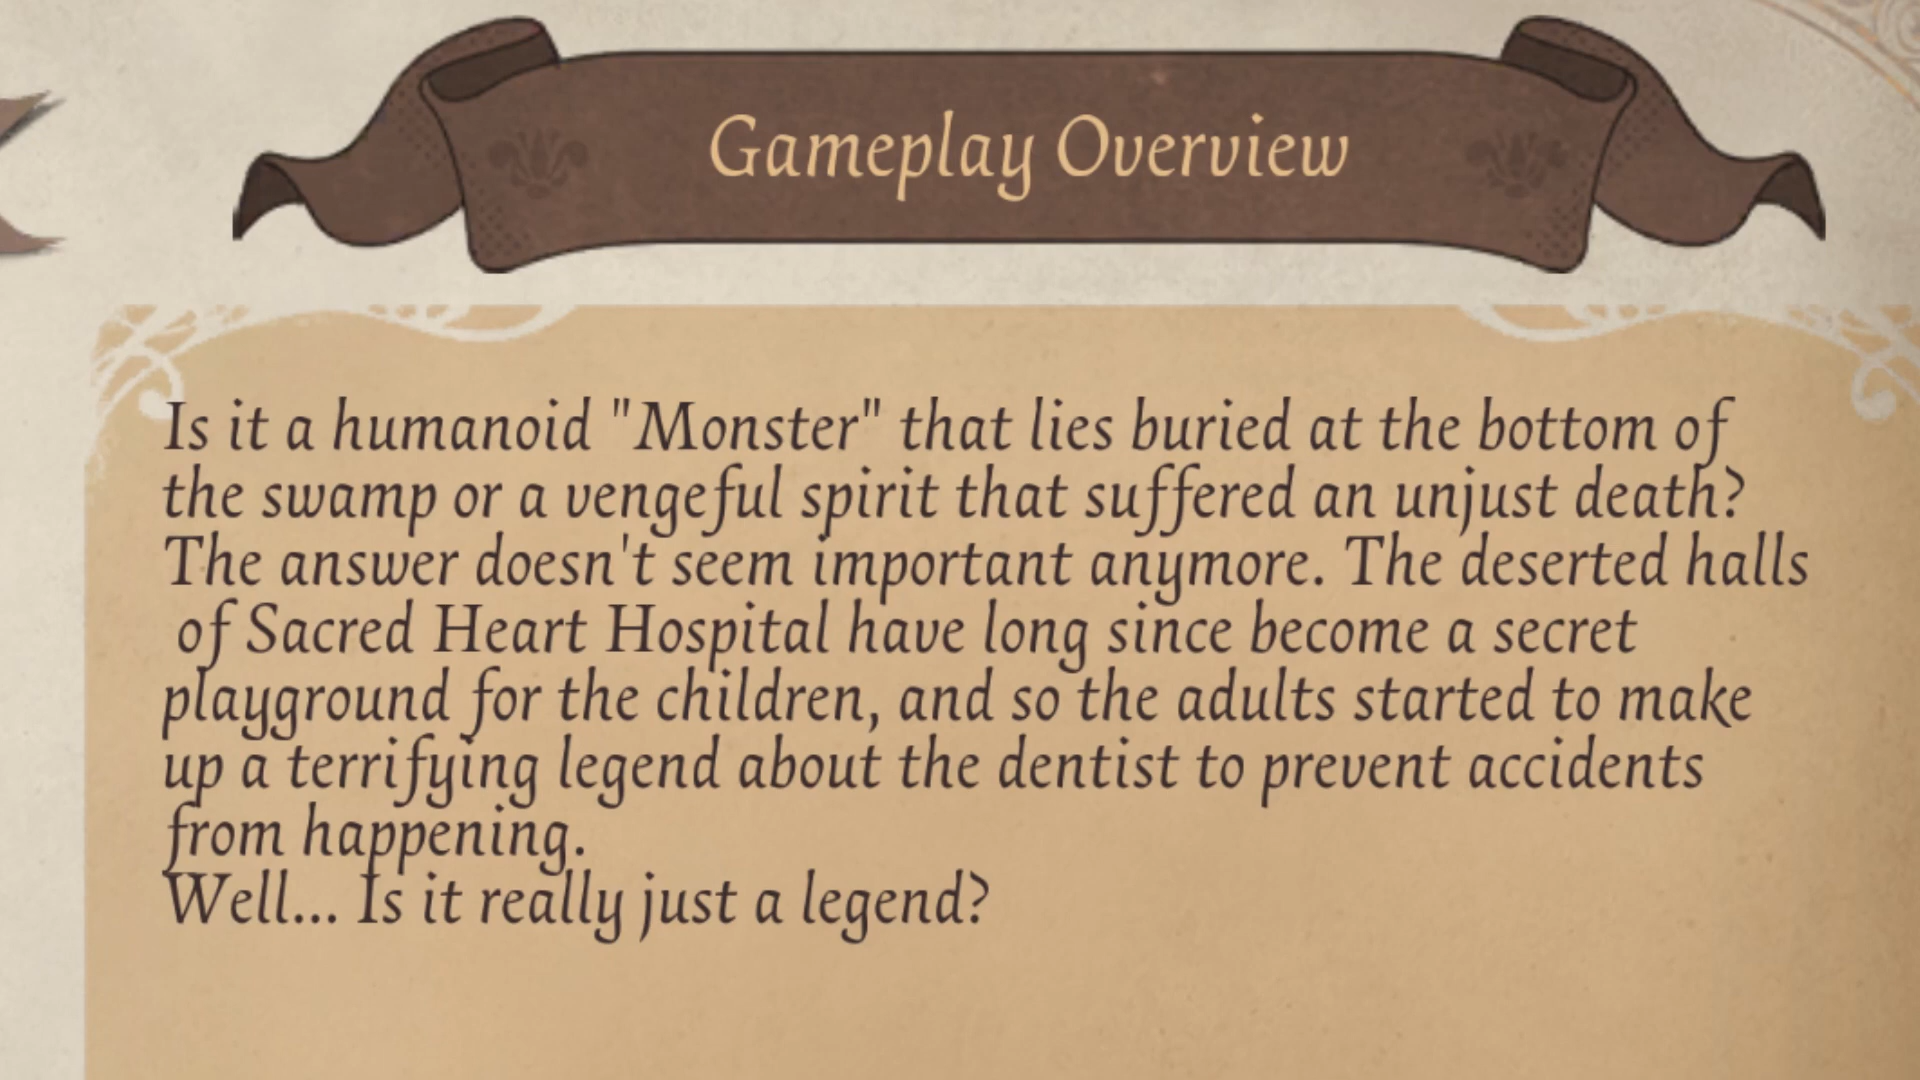 Gameplay Overview
Is it a humanoid "Monster" that lies buried at the bottom of
the swamp or a vengeful spirit that suffered an unjust death?
The answer doesn't seem important anymore. The deserted halls
of Sacred Heart Hospital have long since become a secret
playground for the children, and so the adults started to make
up a terrifying legend about the dentist to prevent accidents
from happening.
Well... Is it really just a legend?